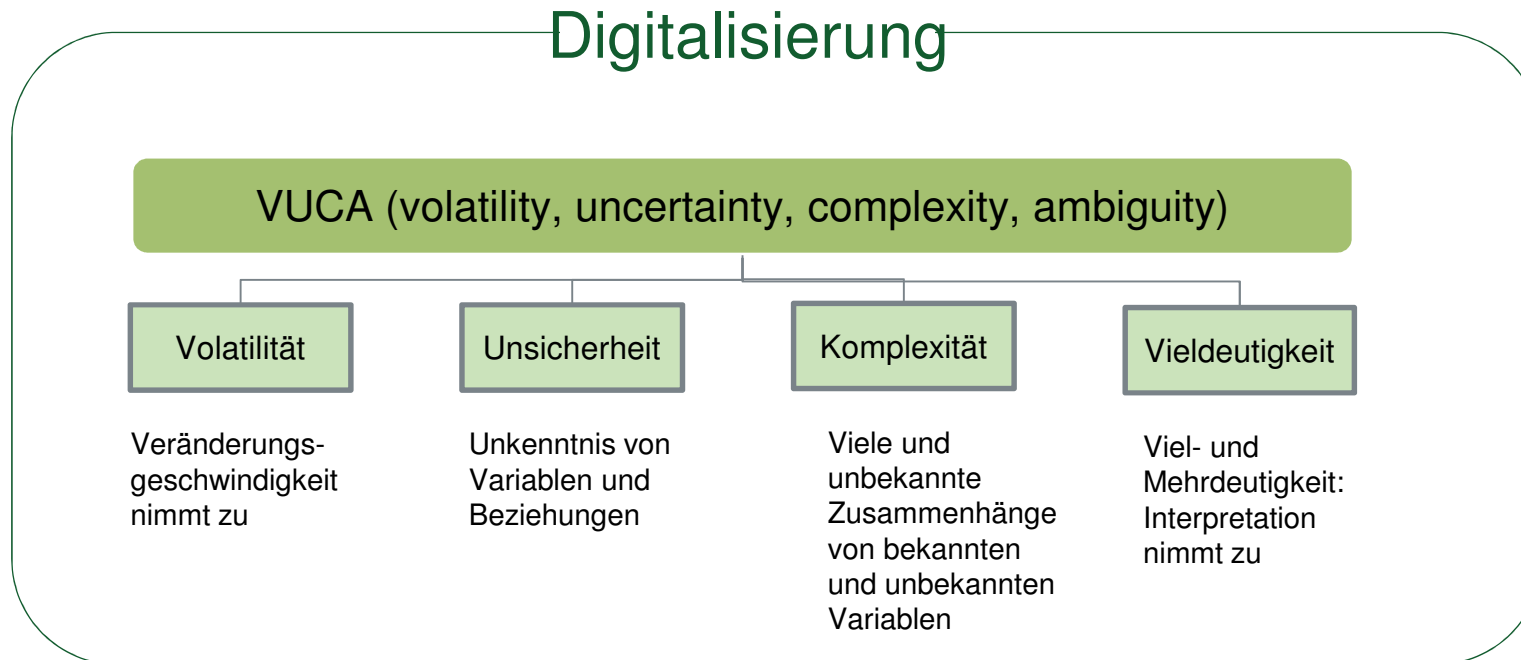 Digitalisierung
VUCA (volatility, uncertainty, complexity, ambiguity)
Volatilität
Unsicherheit
Komplexität
Vieldeutigkeit
Veränderungs-
geschwindigkeit
nimmt zu
Unkenntnis von
Variablen und
Beziehungen
Viele und
unbekannte
Zusammenhänge
von bekannten
und unbekannten
Variablen
Viel- und
Mehrdeutigkeit:
Interpretation
nimmt zu